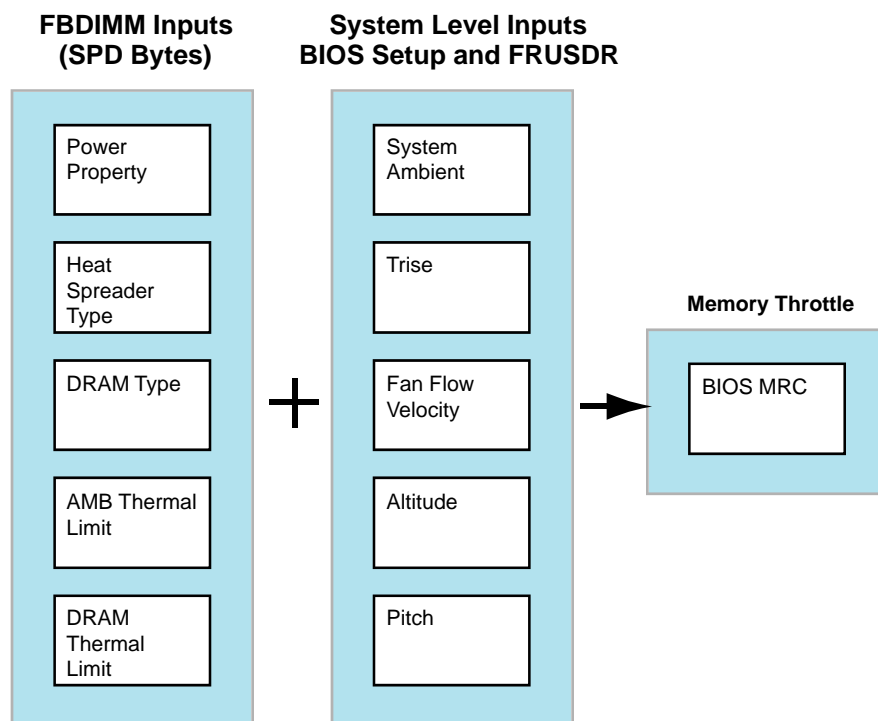 FBDIMM Inputs
(SPD Bytes)
Power
Property
Heat
Spreader
Type
DRAM Type
AMB Thermal
Limit
DRAM
Thermal
Limit
System Level Inputs
BIOS Setup and FRUSDR
System
Ambient
Trise
Fan Flow
Velocity
Altitude
Pitch
Memory Throttle
BIOS MRC